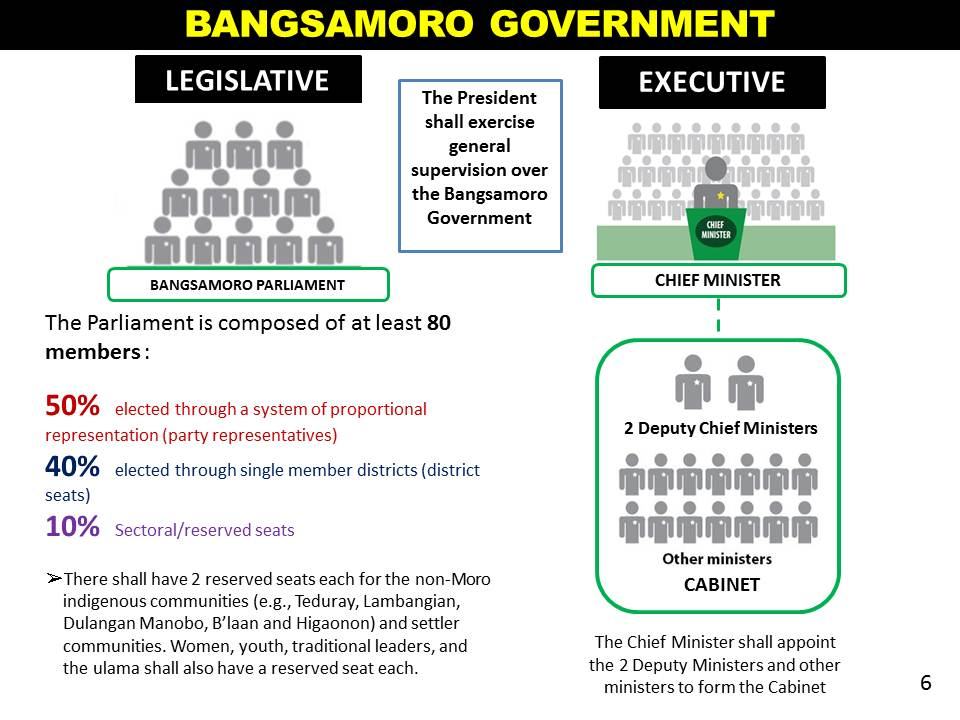 BANGSAMORO GOVERNMENT
LEGISLATIVE
BANGSAMORO PARLIAMENT
The Parliament is composed of at least 80
members :
50% elected through a system of proportional
representation (party representatives)
40% elected through single member districts (district
seats)
10% Sectoral/reserved seats
➢There shall have 2 reserved seats each for the non-Moro
indigenous communities (e.g., Teduray, Lambangian,
Dulangan Manobo, B’laan and Higaonon) and settler
communities. Women, youth, traditional leaders, and
the ulama shall also have a reserved seat each.
The President
shall exercise
general
supervision over
the Bangsamoro
Government
EXECUTIVE
CHIEF
MINISTER
CHIEF MINISTER
2 Deputy Chief Ministers
Other ministers
CABINET
The Chief Minister shall appoint
the 2 Deputy Ministers and other
ministers to form the Cabinet
6